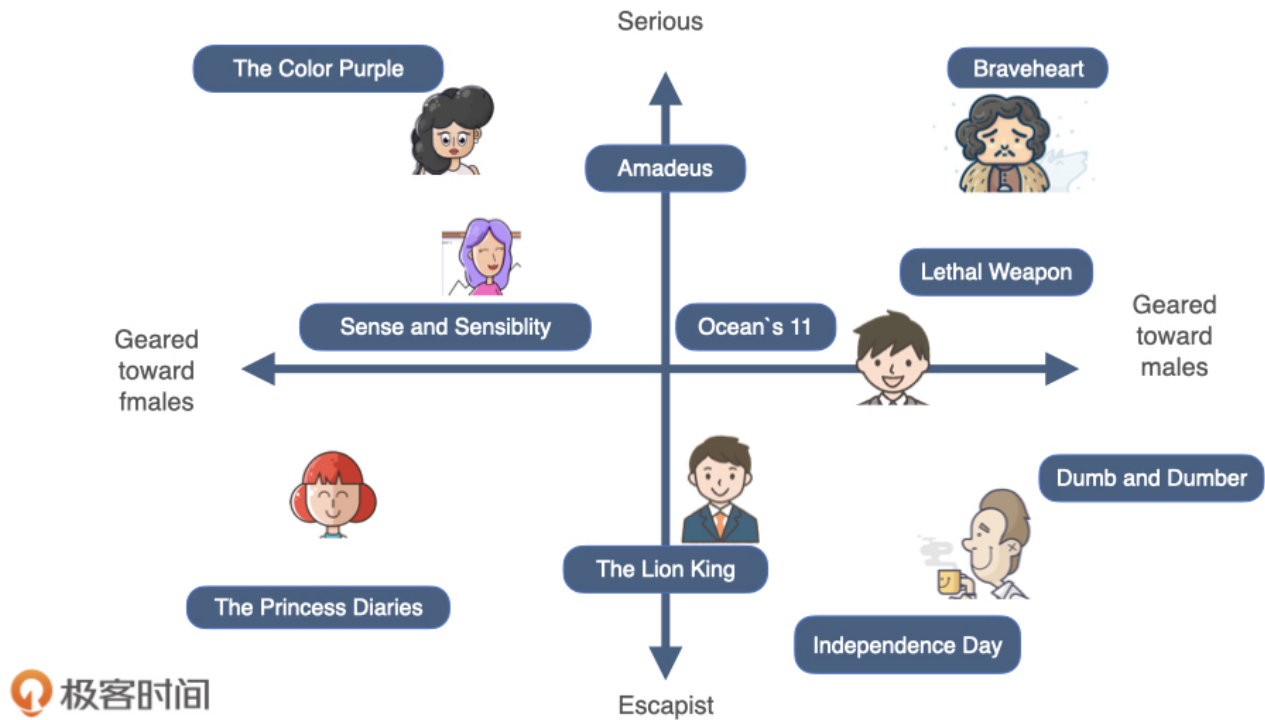 Serious
The Color Purple
Braveheart
Amadeus
Lethal Weapon
Sense and Sensiblity
Ocean`s 11
Geared
toward
males
Geared
toward
fmales
Dumb and Dumber
The Lion King
The Princess Diaries
Independence Day
极客时间
Escapist